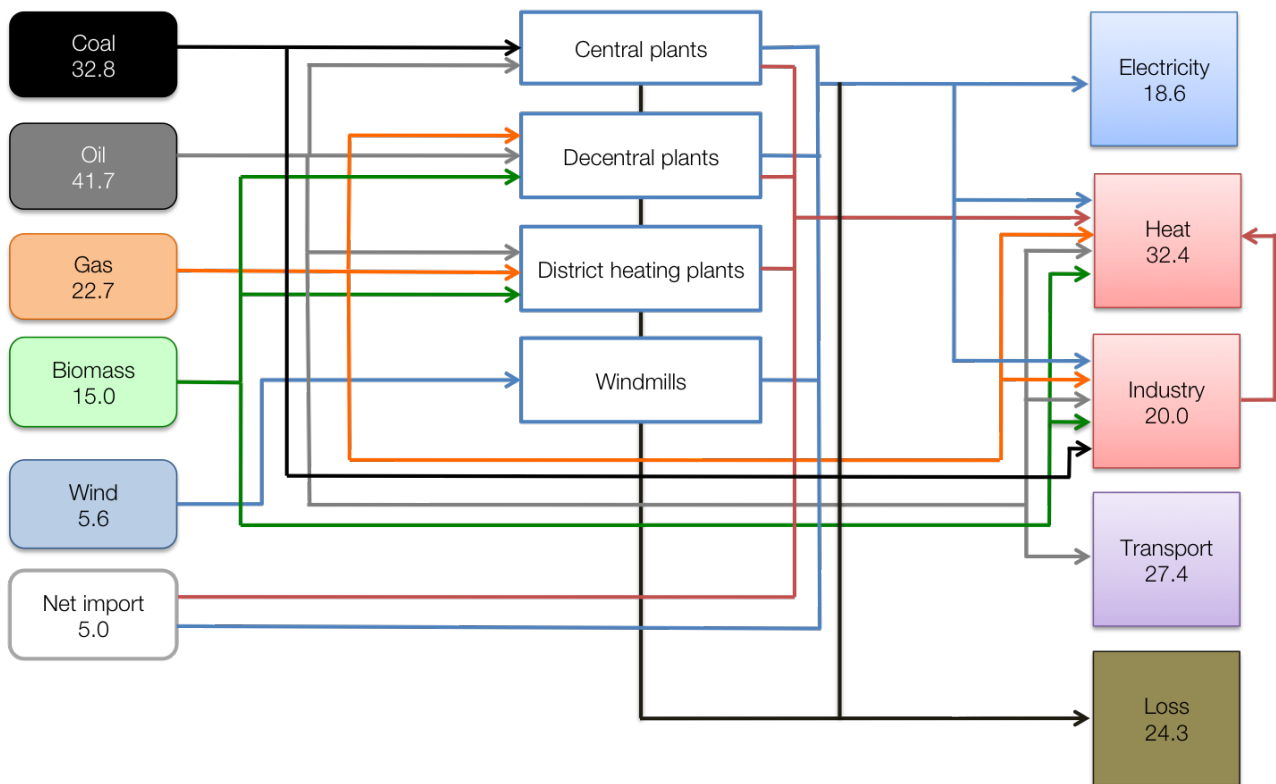 Coal
32.8
Oil
41.7
Gas
22.7
Biomass
15.0
Wind
5.6
Net import
5.0
Central plants
Decentral plants
District heating plants
Windmills
Electricity
18.6
Heat
32.4
Industry
20.0
Transport
27.4
Loss
24.3